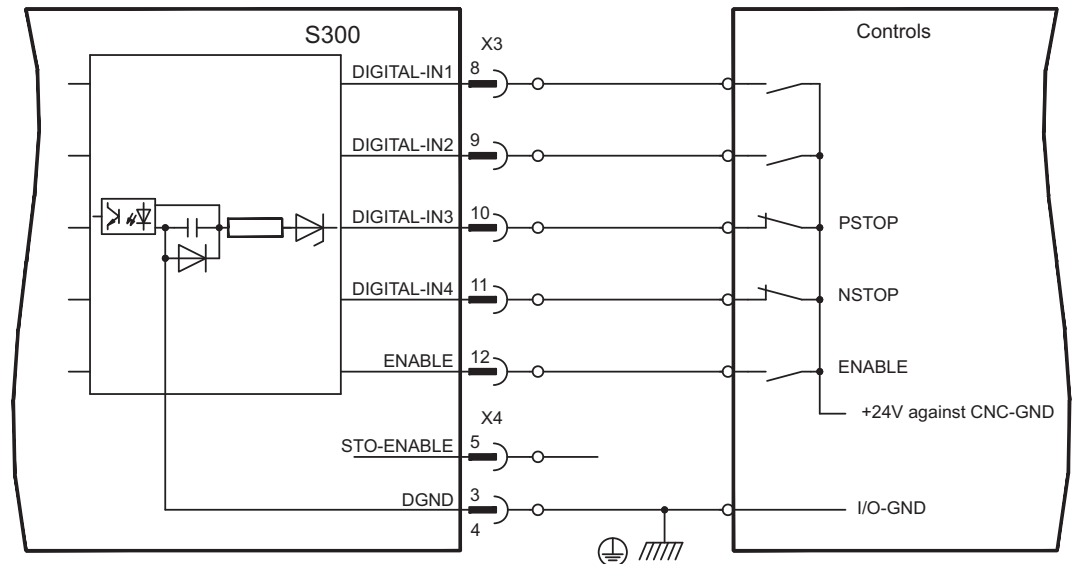 S300
X3
Controls
DIGITAL-IN1
8
DIGITAL-IN2
9
DIGITAL-IN3
10
PSTOP
DIGITAL-IN4
11
NSTOP
ENABLE
12
ENABLE
+24V against CNC-GND
X4
STO-ENABLE
5
DGND
3
I/O-GND
4